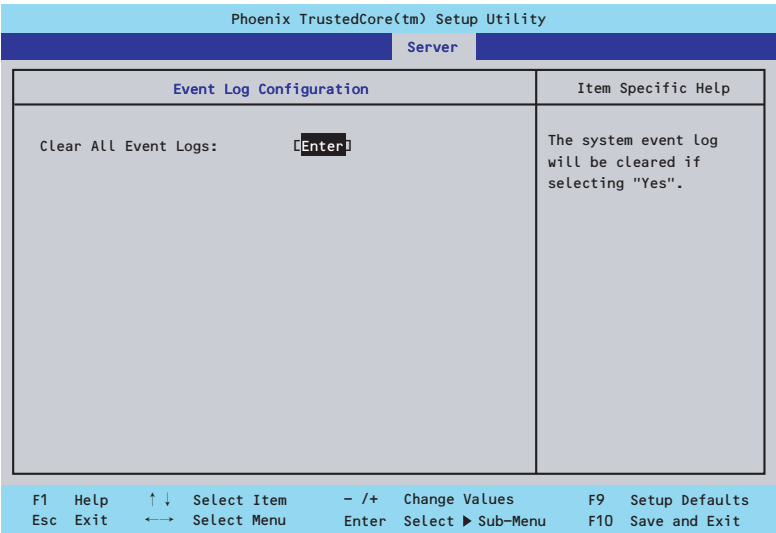 Phoenix TrustedCore(tm) Setup Utility
Server
Event Log Configuration
Item Specific Help
Clear All Event Logs: [Enter]
The system event log
will be cleared if
selecting "Yes".
F1 Help ↑↓ Select Item - /+ Change Values F9 Setup Defaults
Esc Exit ←→ Select Menu Enter Select ▶ Sub-Menu F10 Save and Exit